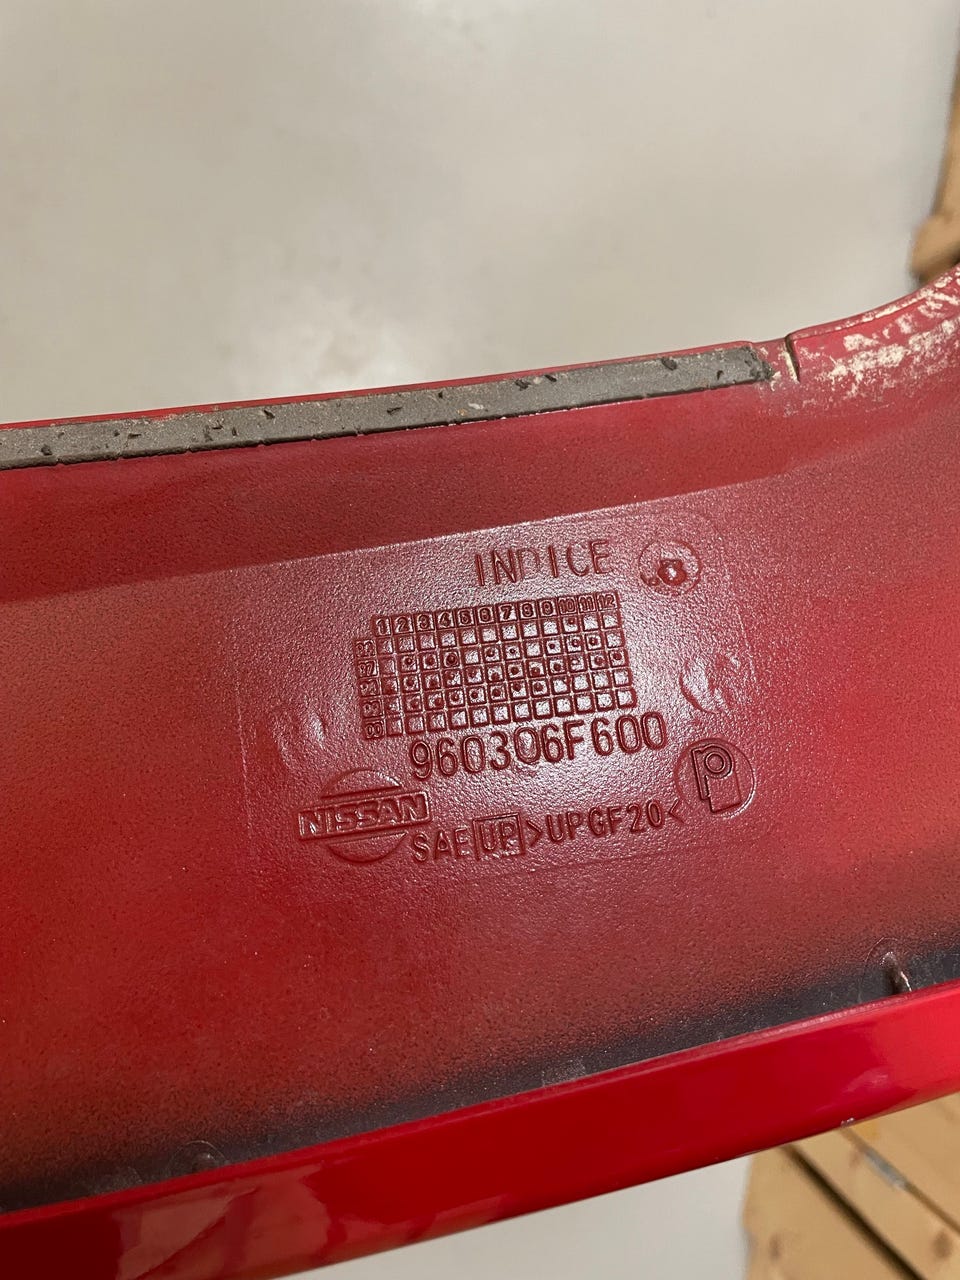 INDICE
1 2 3 4 5 6 7 8 9 10 11 12
960306F600
NISSAN
SAE UP >UPGF20<